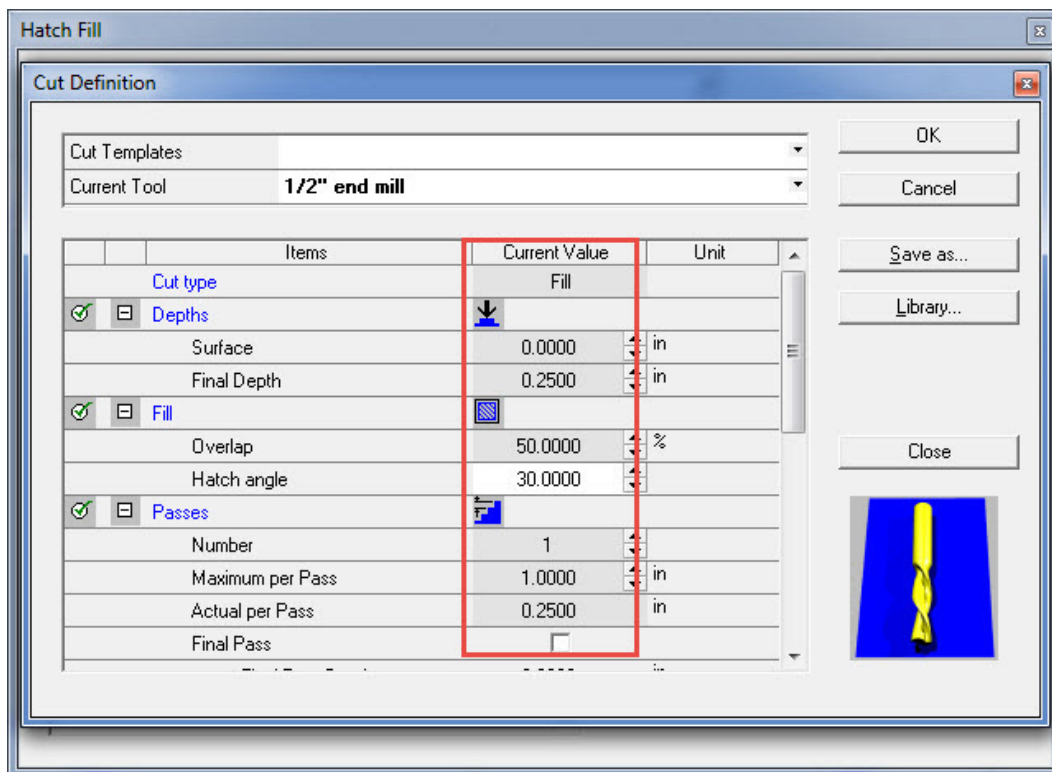 Hatch Fill
Cut Definition
Cut Templates
Current Tool 1/2" end mill
OK
Cancel
Save as...
Library...
Close
Items Current Value Unit
Cut type Fill
Depths
Surface 0.0000 in
Final Depth 0.2500 in
Fill
Overlap 50.0000 %
Hatch angle 30.0000
Passes
Number 1
Maximum per Pass 1.0000 in
Actual per Pass 0.2500 in
Final Pass